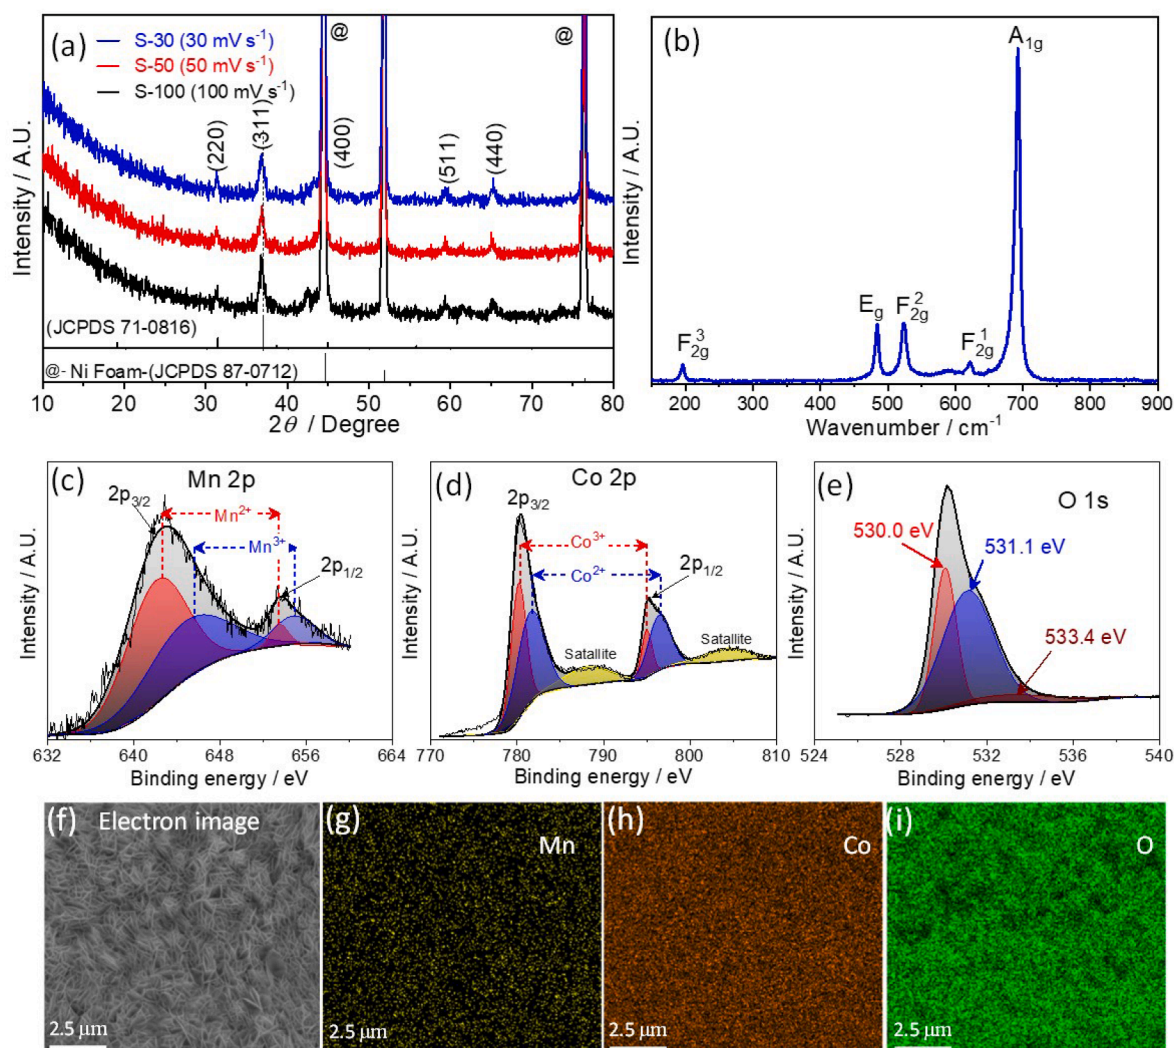 (a)
S-30 (30 mV s⁻¹)
S-50 (50 mV s⁻¹)
S-100 (100 mV s⁻¹)
@
@
(220)
(311)
(400)
(511)
(440)
Intensity / A.U.
(JCPDS 71-0816)
@- Ni Foam-(JCPDS 87-0712)
10 20 30 40 50 60 70 80
2θ / Degree
(b)
A1g
Eg
F2g²
F2g³
F2g¹
Intensity / A.U.
200 300 400 500 600 700 800 900
Wavenumber / cm⁻¹
(c)
Mn 2p
2p3/2
Mn²⁺
Mn³⁺
2p1/2
Intensity / A.U.
632 640 648 656 664
Binding energy / eV
(d)
Co 2p
2p3/2
Co³⁺
Co²⁺
2p1/2
Satallite
Satallite
Intensity / A.U.
770 780 790 800 810
Binding energy / eV
(e)
O 1s
530.0 eV
531.1 eV
533.4 eV
Intensity / A.U.
524 528 532 536 540
Binding energy / eV
(f) Electron image
2.5 μm
(g)
Mn
2.5 μm
(h)
Co
2.5 μm
(i)
O
2.5 μm